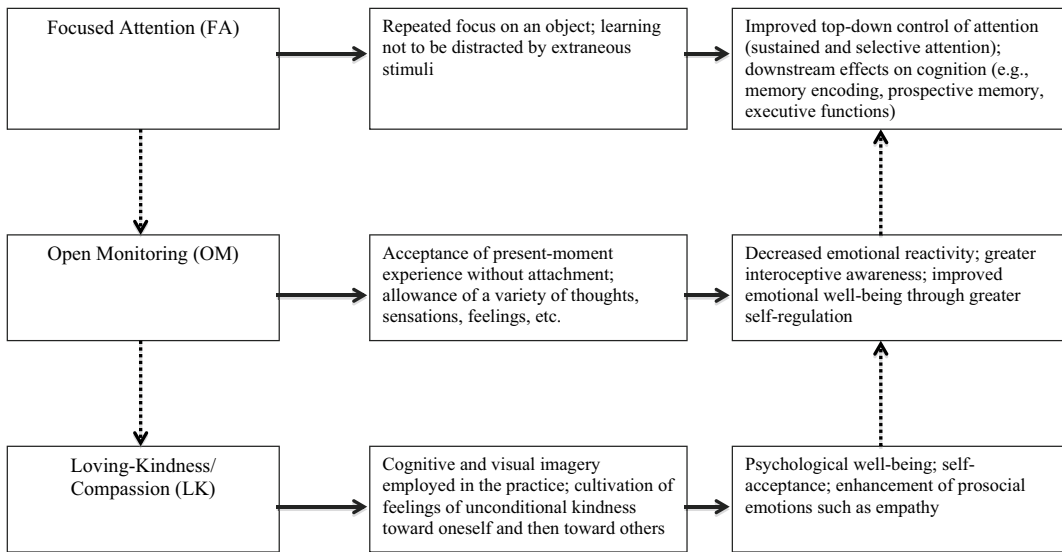 Focused Attention (FA)
Repeated focus on an object; learning
not to be distracted by extraneous
stimuli
Improved top-down control of attention
(sustained and selective attention);
downstream effects on cognition (e.g.,
memory encoding, prospective memory,
executive functions)
Open Monitoring (OM)
Acceptance of present-moment
experience without attachment;
allowance of a variety of thoughts,
sensations, feelings, etc.
Decreased emotional reactivity; greater
interoceptive awareness; improved
emotional well-being through greater
self-regulation
Loving-Kindness/
Compassion (LK)
Cognitive and visual imagery
employed in the practice; cultivation of
feelings of unconditional kindness
toward oneself and then toward others
Psychological well-being; self-
acceptance; enhancement of prosocial
emotions such as empathy